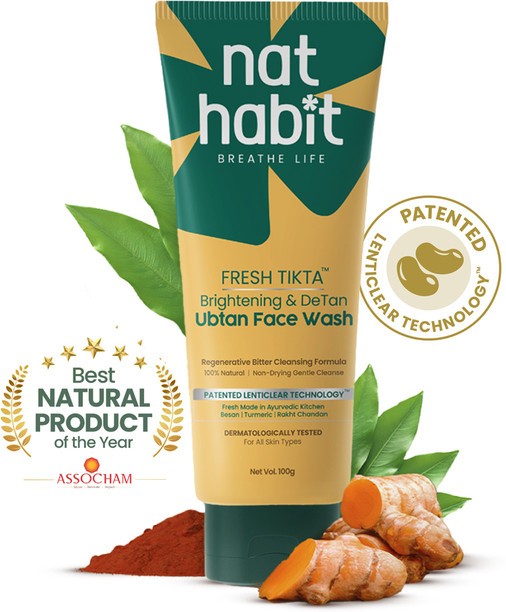 nat
habit
BREATHE LIFE
FRESH TIKTA™
Brightening & DeTan
Ubtan Face Wash
Regenerative Bitter Cleansing Formula
100% Natural | Non-Drying Gentle Cleanse
PATENTED LENTICLEAR TECHNOLOGY™
Fresh Made in Ayurvedic Kitchen
Besan | Turmeric | Rakht Chandan
DERMATOLOGICALLY TESTED
For All Skin Types
Net Vol. 100g
PATENTED
LENTICLEAR TECHNOLOGY™
Best
NATURAL
PRODUCT
of the Year
ASSOCHAM